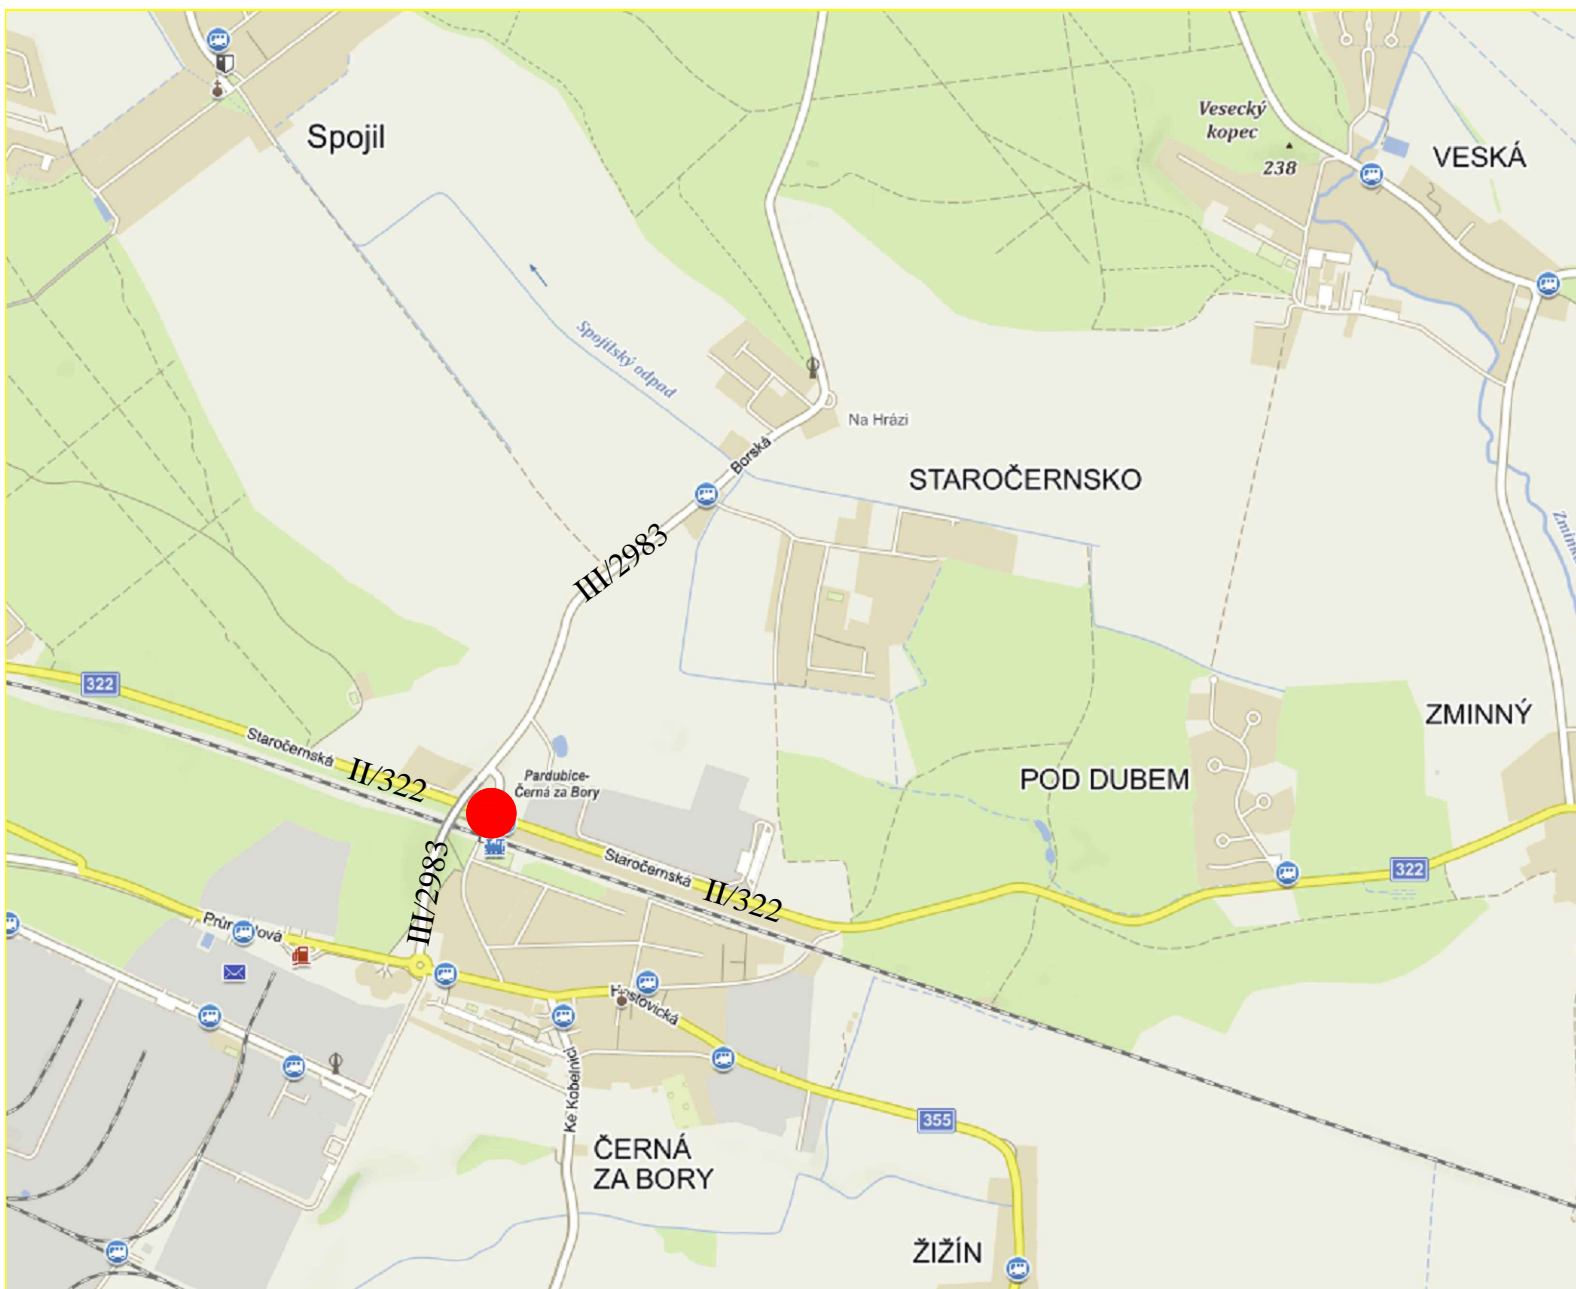 Spojil
Vesecký
kopec
238
VESKÁ
Spojilský odpad
Na Hrázi
Borská
STAROČERNSKO
III/2983
322
Staročernská
II/322
Pardubice-
Černá za Bory
ZMINNÝ
POD DUBEM
III/2983
Staročernská
II/322
322
Hostovická
355
Ke Kobelnici
ČERNÁ
ZA BORY
ŽIŽÍN